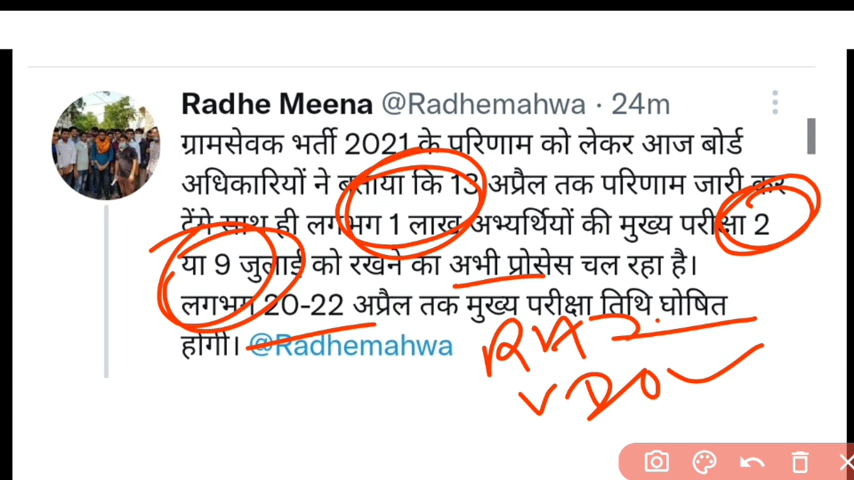 Radhe Meena @Radhemahwa · 24m
ग्रामसेवक भर्ती 2021 के परिणाम को लेकर आज बोर्ड
अधिकारियों ने बताया कि 13 अप्रैल तक परिणाम जारी कर
देंगे साथ ही लगभग 1 लाख अभ्यर्थियों की मुख्य परीक्षा 2
या 9 जुलाई को रखने का अभी प्रोसेस चल रहा है।
लगभग 20-22 अप्रैल तक मुख्य परीक्षा तिथि घोषित
होगी। @Radhemahwa
VDO